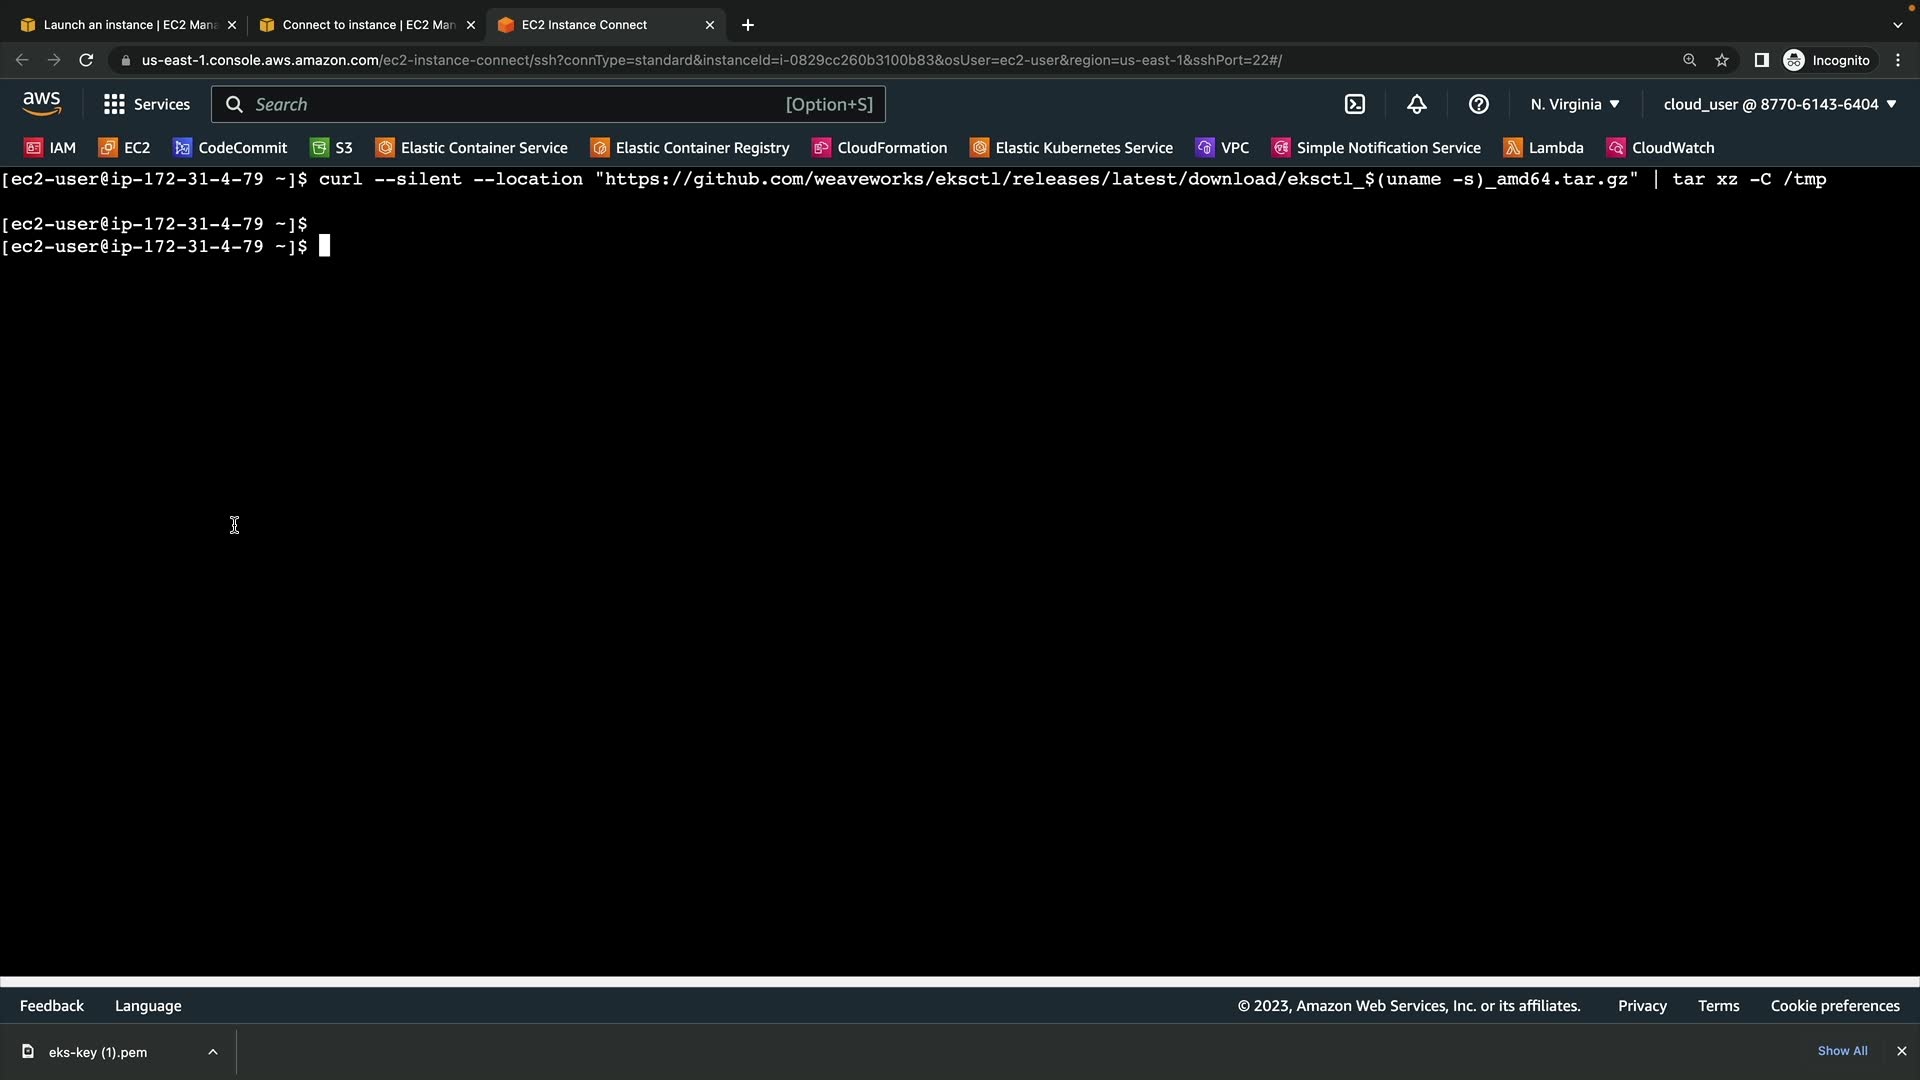 Launch an instance | EC2 Mana
Connect to instance | EC2 Man
EC2 Instance Connect
us-east-1.console.aws.amazon.com/ec2-instance-connect/ssh?connType=standard&instanceId=i-0829cc260b3100b83&osUser=ec2-user&region=us-east-1&sshPort=22#/
Incognito
aws
Services
Search
[Option+S]
N. Virginia
cloud_user @ 8770-6143-6404
IAM
EC2
CodeCommit
S3
Elastic Container Service
Elastic Container Registry
CloudFormation
Elastic Kubernetes Service
VPC
Simple Notification Service
Lambda
CloudWatch
[ec2-user@ip-172-31-4-79 ~]$ curl --silent --location "https://github.com/weaveworks/eksctl/releases/latest/download/eksctl_$(uname -s)_amd64.tar.gz" | tar xz -C /tmp
[ec2-user@ip-172-31-4-79 ~]$
[ec2-user@ip-172-31-4-79 ~]$
Feedback
Language
© 2023, Amazon Web Services, Inc. or its affiliates.
Privacy
Terms
Cookie preferences
eks-key (1).pem
Show All